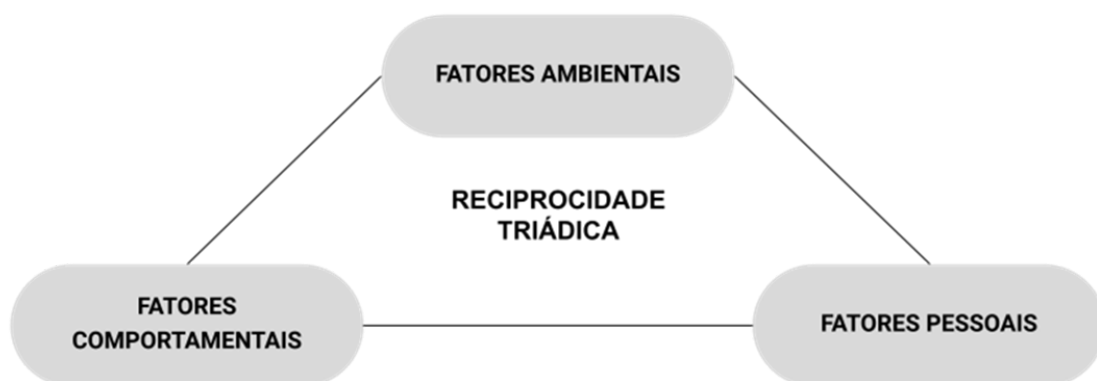 FATORES AMBIENTAIS
RECIPROCIDADE
TRIÁDICA
FATORES
COMPORTAMENTAIS
FATORES PESSOAIS